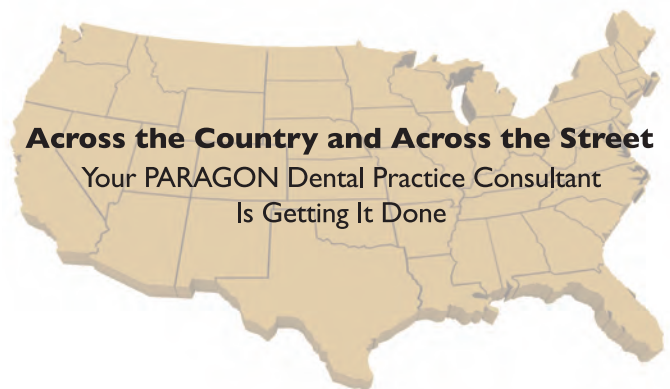 Across the Country and Across the Street
Your PARAGON Dental Practice Consultant
Is Getting It Done